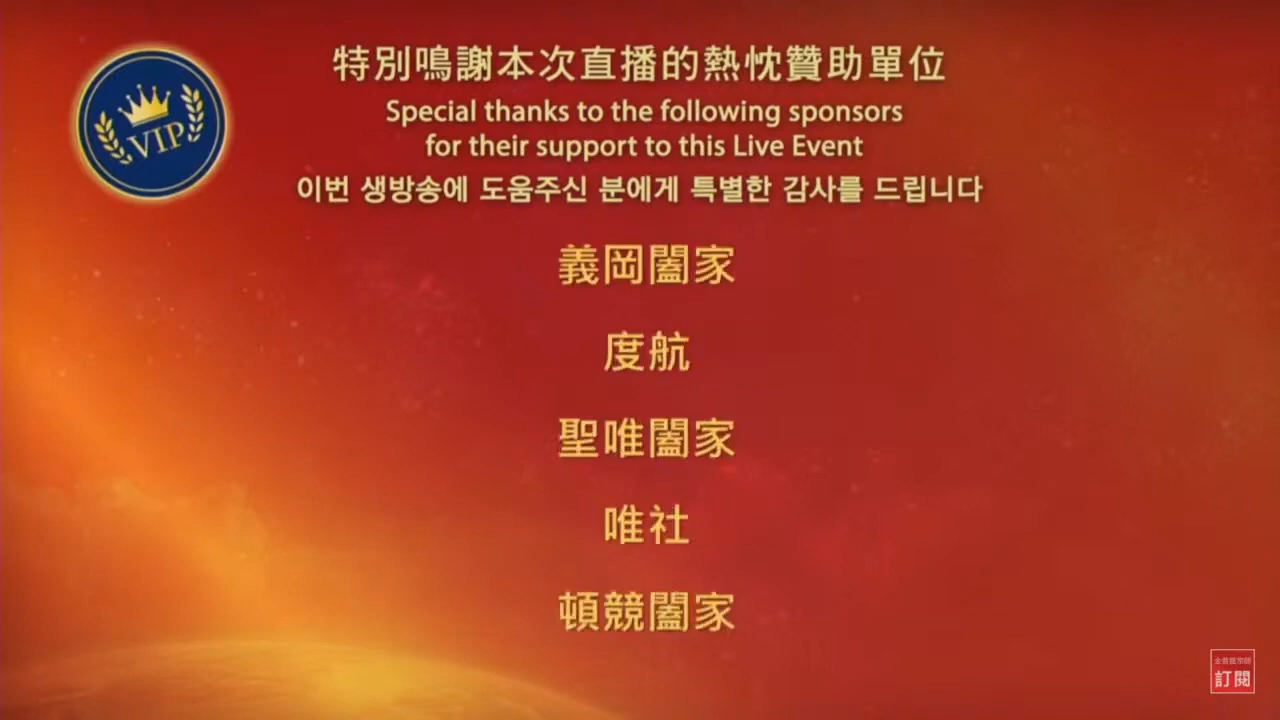 特別鳴謝本次直播的熱忱贊助單位
VIP
Special thanks to the following sponsors
for their support to this Live Event
이번 생방송에 도움주신 분에게 특별한 감사를 드립니다
義岡闔家
度航
聖唯闔家
唯社
頓競闔家
訂閱